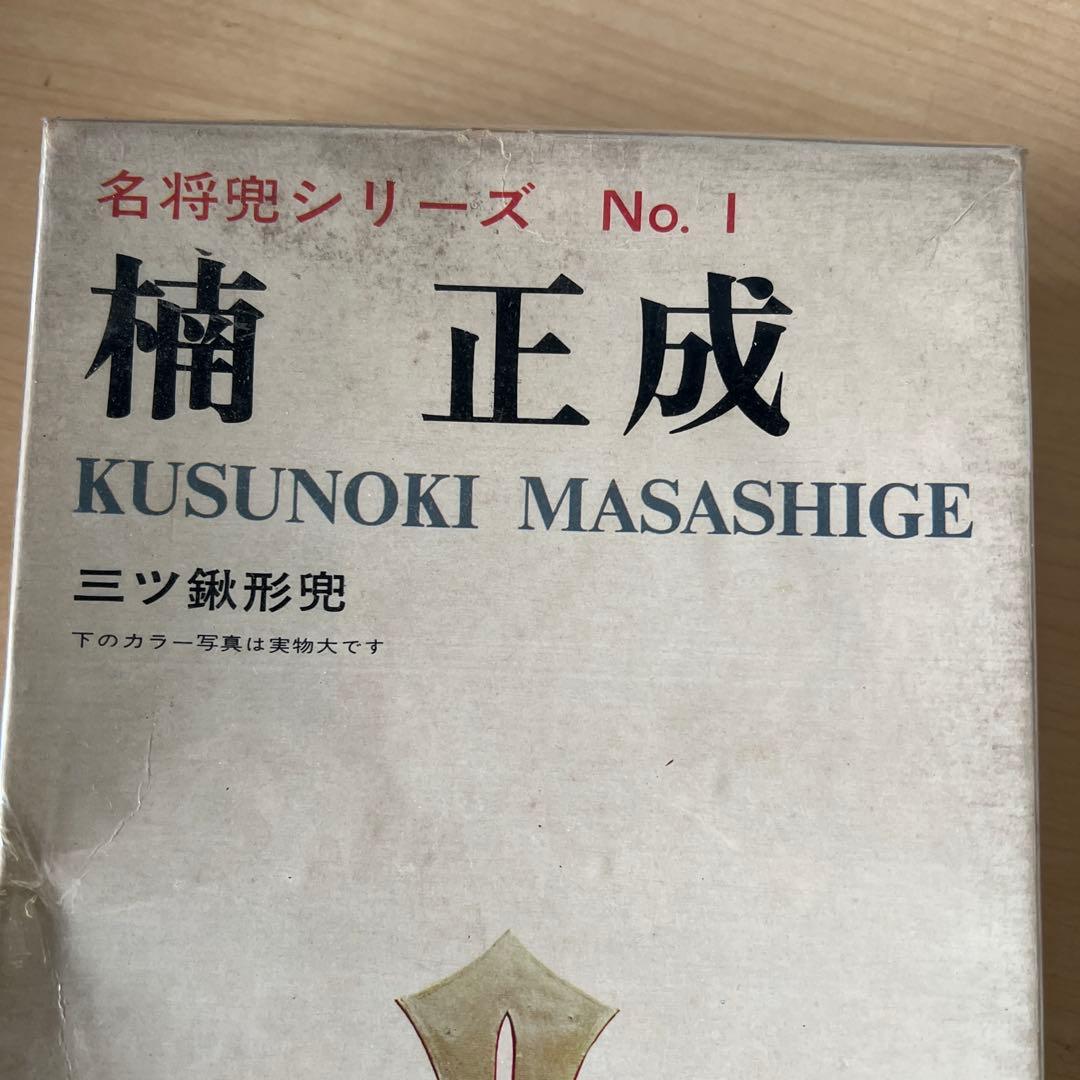 名将兜シリーズ　No. 1
楠　正成
KUSUNOKI MASASHIGE
三ツ鍬形兜
下のカラー写真は実物大です